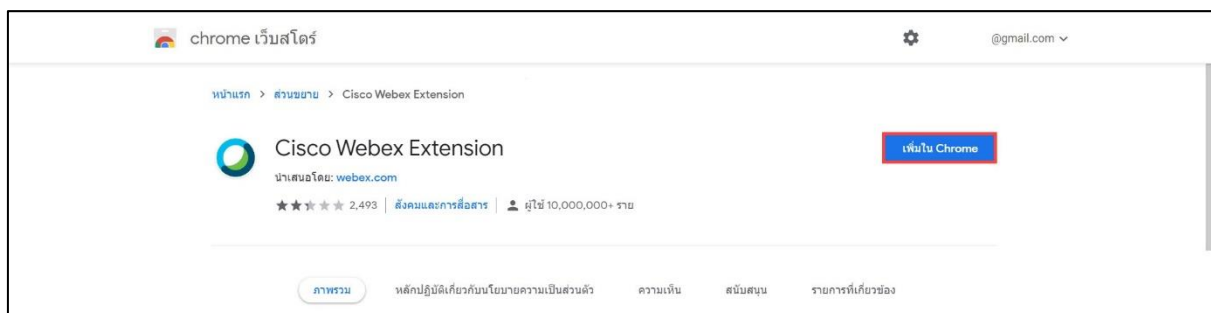 chrome เว็บสโตร์ @gmail.com
หน้าแรก > ส่วนขยาย > Cisco Webex Extension
Cisco Webex Extension
เพิ่มใน Chrome
นำเสนอโดย: webex.com
2,493 สังคมและการสื่อสาร ผู้ใช้ 10,000,000+ ราย
ภาพรวม หลักปฏิบัติเกี่ยวกับนโยบายความเป็นส่วนตัว ความเห็น สนับสนุน รายการที่เกี่ยวข้อง